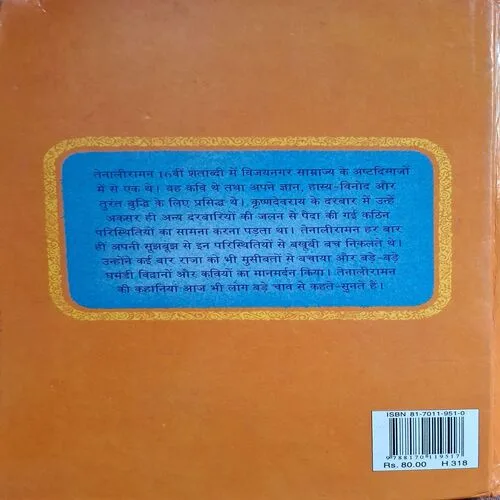 तेनालीरामन 16वीं शताब्दी में विजयनगर साम्राज्य के अष्टदिग्गजों
में से एक थे। वह कवि थे तथा अपने ज्ञान, हास्य-विनोद और
तुरत बुद्धि के लिए प्रसिद्ध थे। कृष्णदेवराय के दरबार में उन्हें
अकसर ही अन्य दरबारियों की जलन से पैदा की गई कठिन
परिस्थितियों का सामना करना पड़ता था। तेनालीरामन हर बार
ही अपनी सूझबूझ से इन परिस्थितियों से बखूबी बच निकलते थे।
उन्होंने कई बार राजा को भी मुसीबतों से बचाया और बड़े-बड़े
घमंडी विद्वानों और कवियों का मानमर्दन किया। तेनालीरामन
की कहानियां आज भी लोग बड़े चाव से कहते-सुनते हैं।
ISBN 81-7011-951-0
9788170119517
Rs. 80.00 H 318